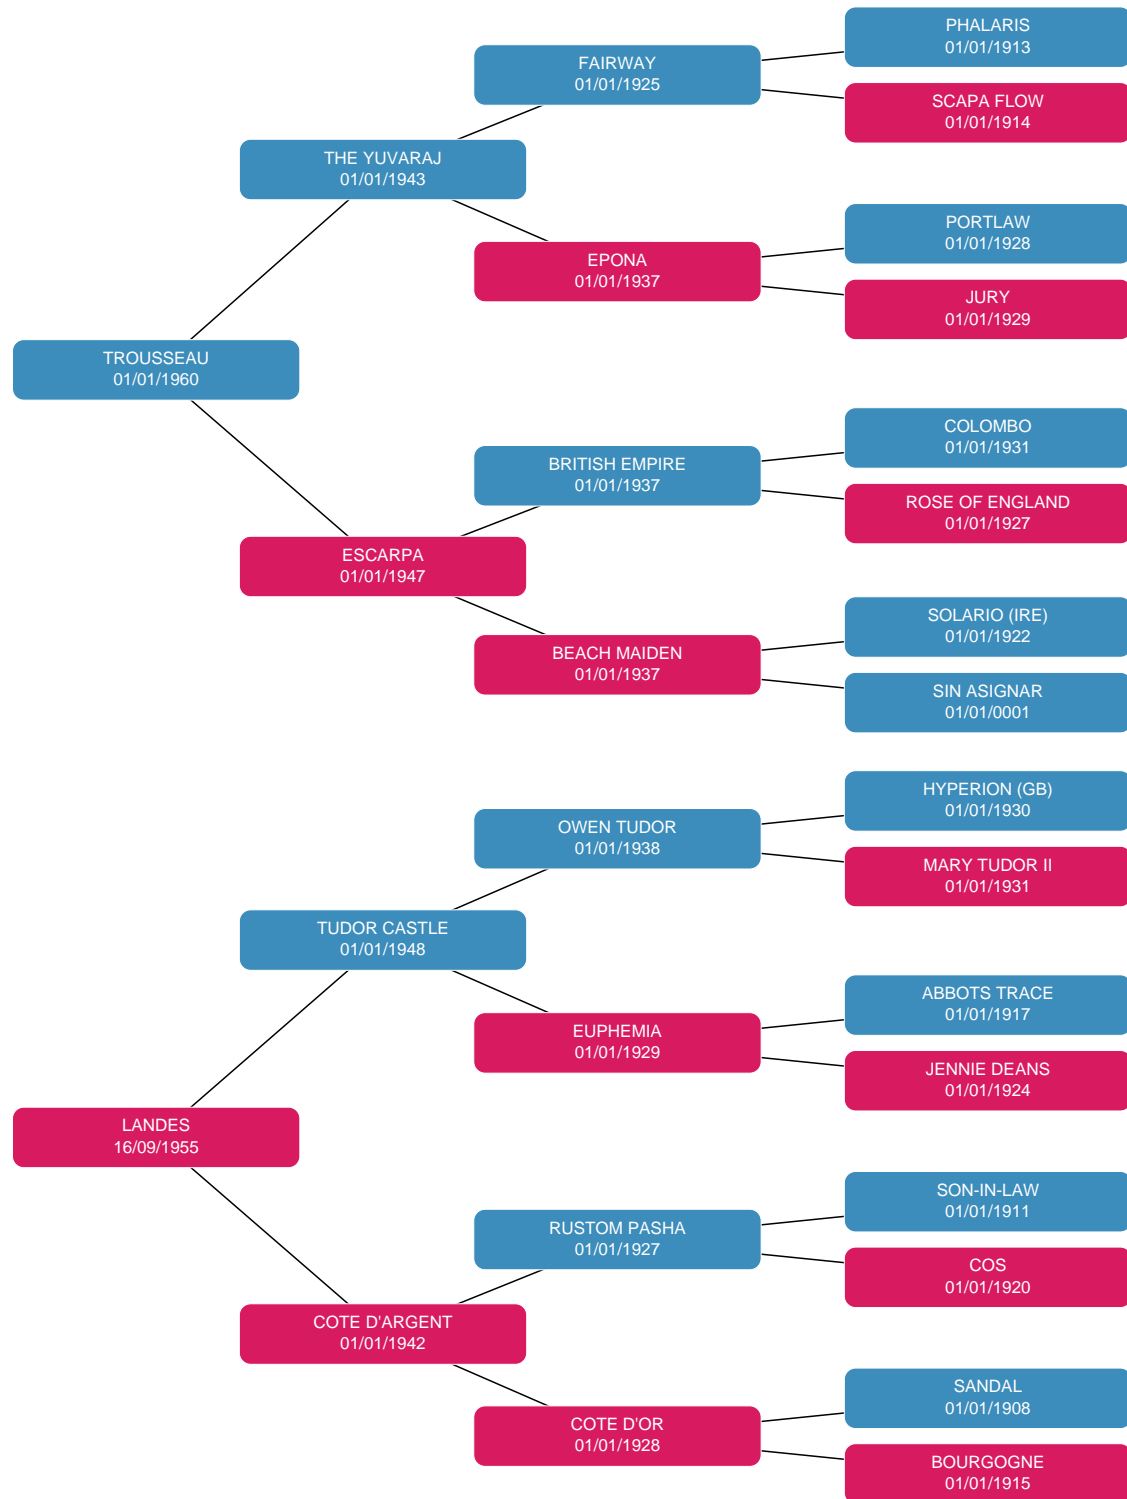 PHALARIS
01/01/1913
FAIRWAY
01/01/1925
SCAPA FLOW
01/01/1914
THE YUVARAJ
01/01/1943
PORTLAW
01/01/1928
EPONA
01/01/1937
JURY
01/01/1929
TROUSSEAU
01/01/1960
COLOMBO
01/01/1931
BRITISH EMPIRE
01/01/1937
ROSE OF ENGLAND
01/01/1927
ESCARPA
01/01/1947
SOLARIO (IRE)
01/01/1922
BEACH MAIDEN
01/01/1937
SIN ASIGNAR
01/01/0001
HYPERION (GB)
01/01/1930
OWEN TUDOR
01/01/1938
MARY TUDOR II
01/01/1931
TUDOR CASTLE
01/01/1948
ABBOTS TRACE
01/01/1917
EUPHEMIA
01/01/1929
JENNIE DEANS
01/01/1924
LANDES
16/09/1955
SON-IN-LAW
01/01/1911
RUSTOM PASHA
01/01/1927
COS
01/01/1920
COTE D'ARGENT
01/01/1942
SANDAL
01/01/1908
COTE D'OR
01/01/1928
BOURGOGNE
01/01/1915